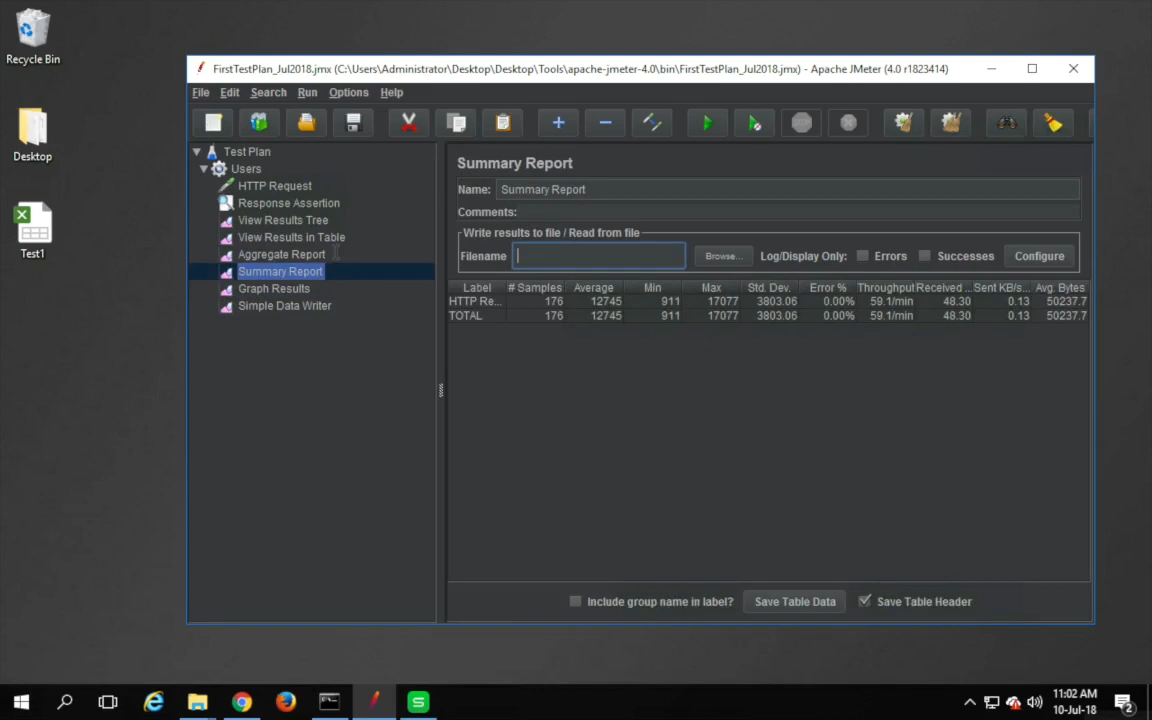 Recycle Bin
Desktop
Test1
FirstTestPlan_Jul2018.jmx (C:\Users\Administrator\Desktop\Desktop\Tools\apache-jmeter-4.0\bin\FirstTestPlan_Jul2018.jmx) - Apache JMeter (4.0 r1823414)
File Edit Search Run Options Help
Test Plan
Users
HTTP Request
Response Assertion
View Results Tree
View Results in Table
Aggregate Report
Summary Report
Graph Results
Simple Data Writer
Summary Report
Name: Summary Report
Comments:
Write results to file / Read from file
Filename Browse... Log/Display Only: Errors Successes Configure
Label # Samples Average Min Max Std. Dev. Error % Throughput Received ... Sent KB/s... Avg. Bytes
HTTP Re... 176 12745 911 17077 3803.06 0.00% 59.1/min 48.30 0.13 50237.7
TOTAL 176 12745 911 17077 3803.06 0.00% 59.1/min 48.30 0.13 50237.7
Include group name in label? Save Table Data Save Table Header
11:02 AM
10-Jul-18
2